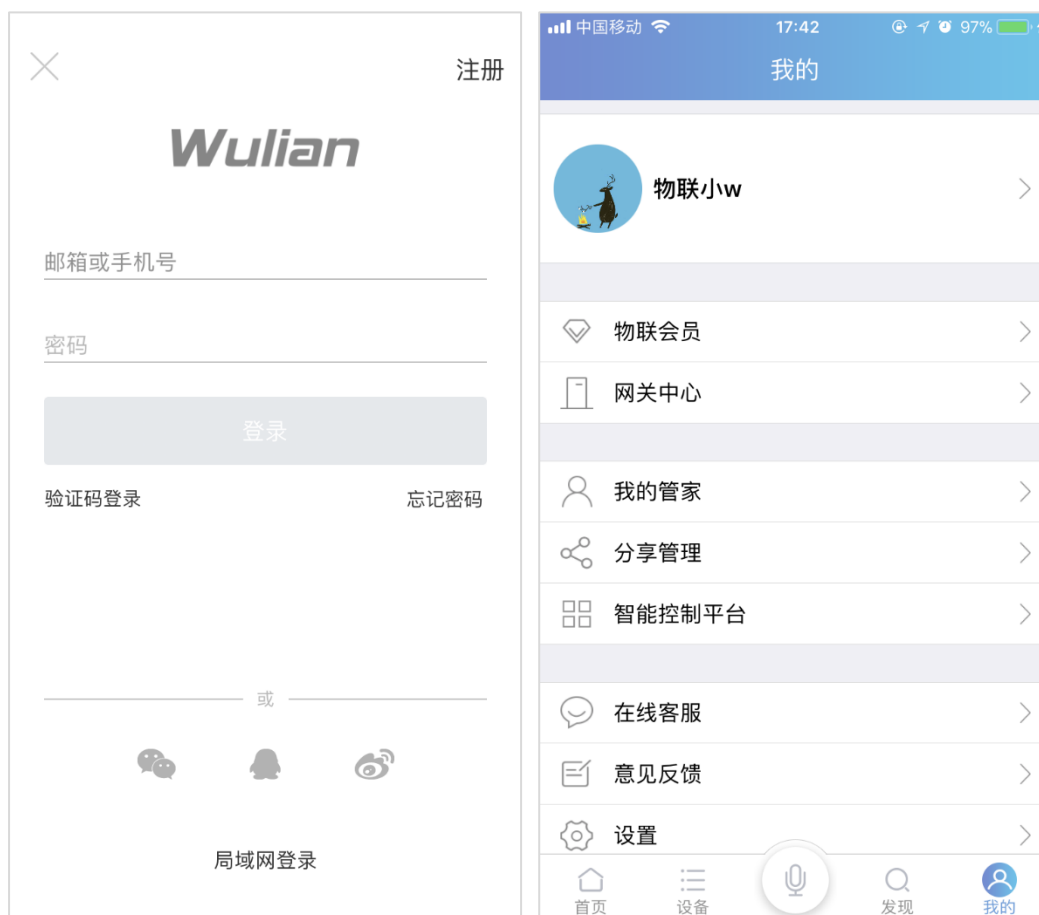 注册
Wulian
邮箱或手机号
密码
登录
验证码登录
忘记密码
或
局域网登录
中国移动
17:42
97%
我的
物联小w
物联会员
网关中心
我的管家
分享管理
智能控制平台
在线客服
意见反馈
设置
首页
设备
发现
我的